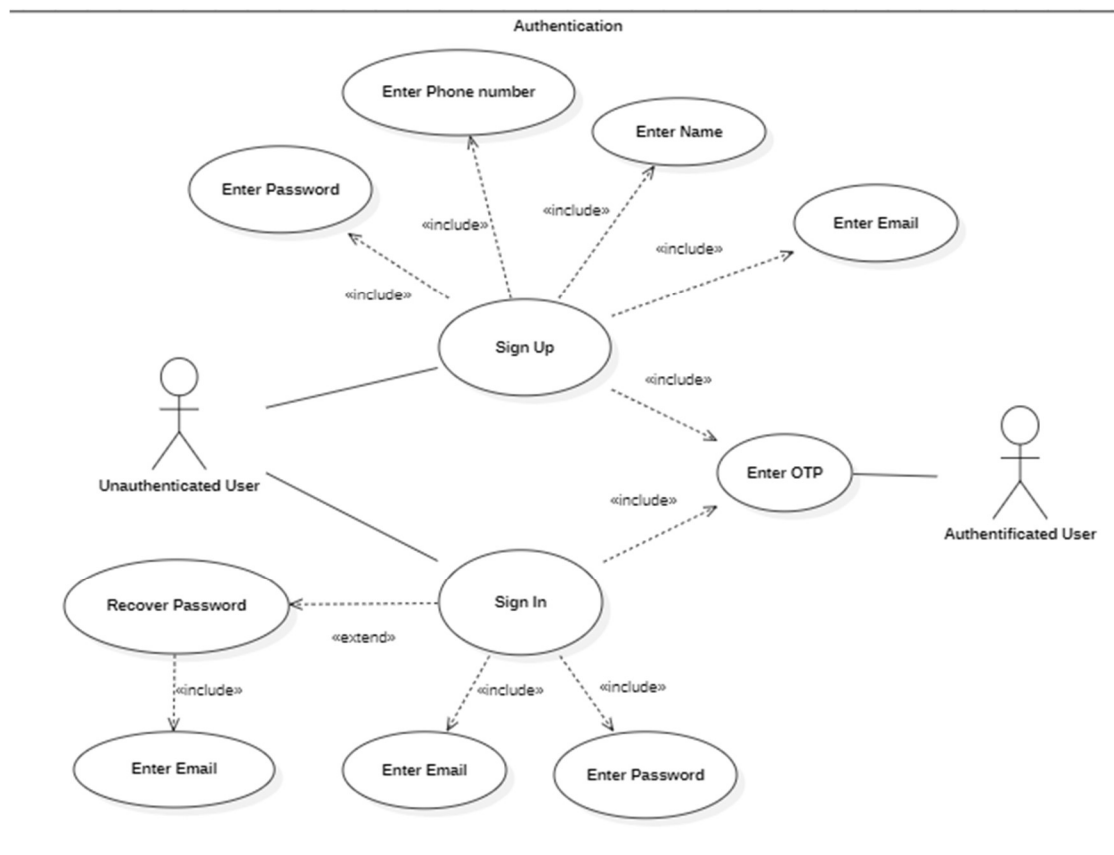 Authentication
Enter Phone number
Enter Name
Enter Password
Enter Email
«include»
«include»
«include»
«include»
Sign Up
«include»
Unauthenticated User
Enter OTP
«include»
Authentificated User
Recover Password
Sign In
«extend»
«include»
«include»
«include»
Enter Email
Enter Email
Enter Password